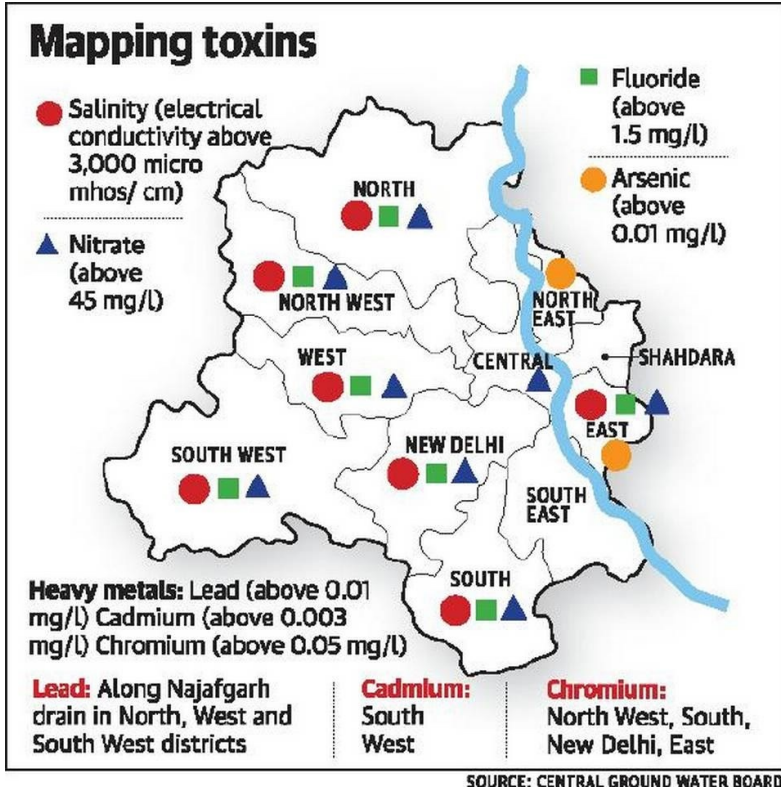 Mapping toxins
Salinity (electrical
conductivity above
3,000 micro
mhos/ cm)
Nitrate
(above
45 mg/l)
Fluoride
(above
1.5 mg/l)
Arsenic
(above
0.01 mg/l)
NORTH
NORTH WEST
NORTH
EAST
WEST
CENTRAL
SHAHDARA
EAST
SOUTH WEST
NEW DELHI
SOUTH
EAST
SOUTH
Heavy metals: Lead (above 0.01
mg/l) Cadmium (above 0.003
mg/l) Chromium (above 0.05 mg/l)
Lead: Along Najafgarh
drain in North, West and
South West districts
Cadmium:
South
West
Chromium:
North West, South,
New Delhi, East
SOURCE: CENTRAL GROUND WATER BOARD